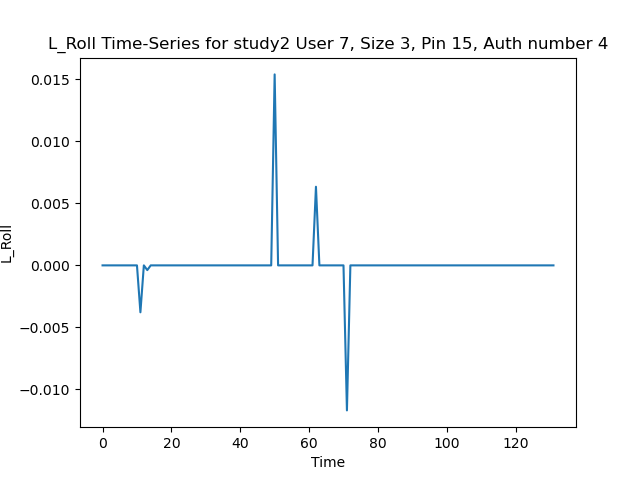 L_Roll Time-Series for study2 User 7, Size 3, Pin 15, Auth number 4
0.015
0.010
0.005
0.000
−0.005
−0.010
L_Roll
0 20 40 60 80 100 120
Time